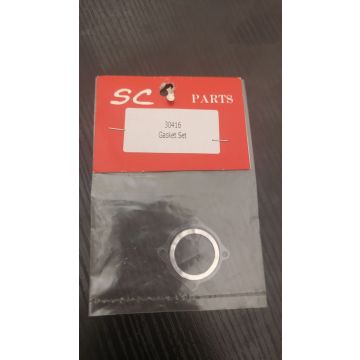 SC PARTS
30416
Gasket Set